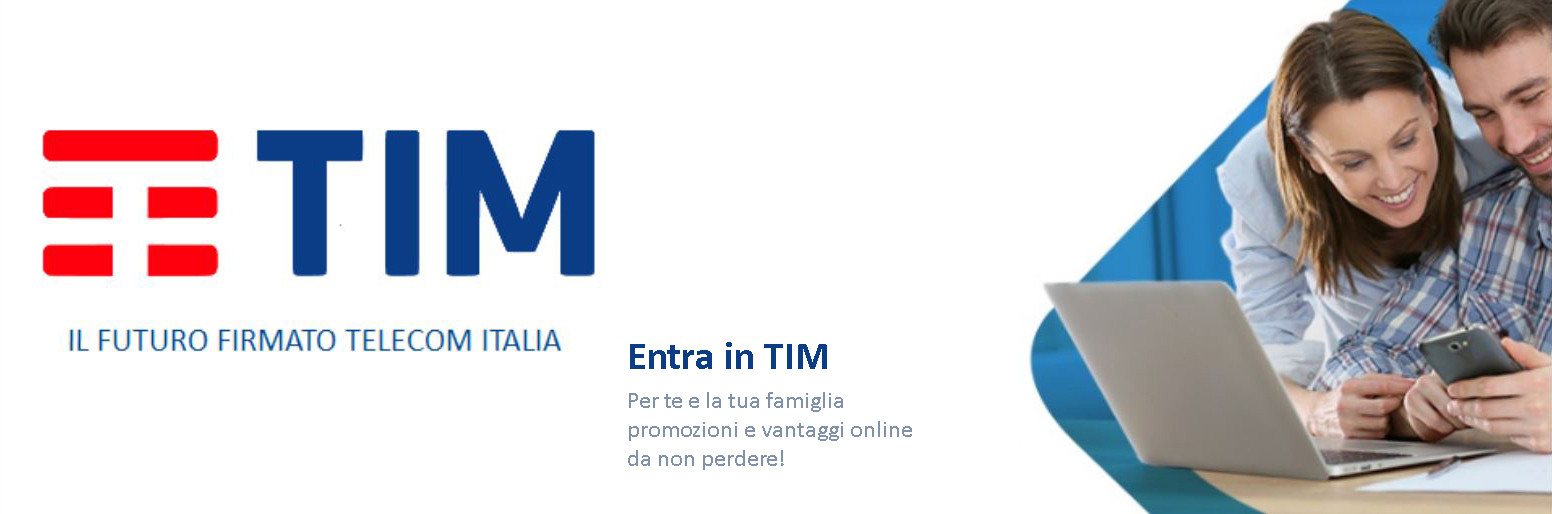 TIM
IL FUTURO FIRMATO TELECOM ITALIA
Entra in TIM
Per te e la tua famiglia
promozioni e vantaggi online
da non perdere!